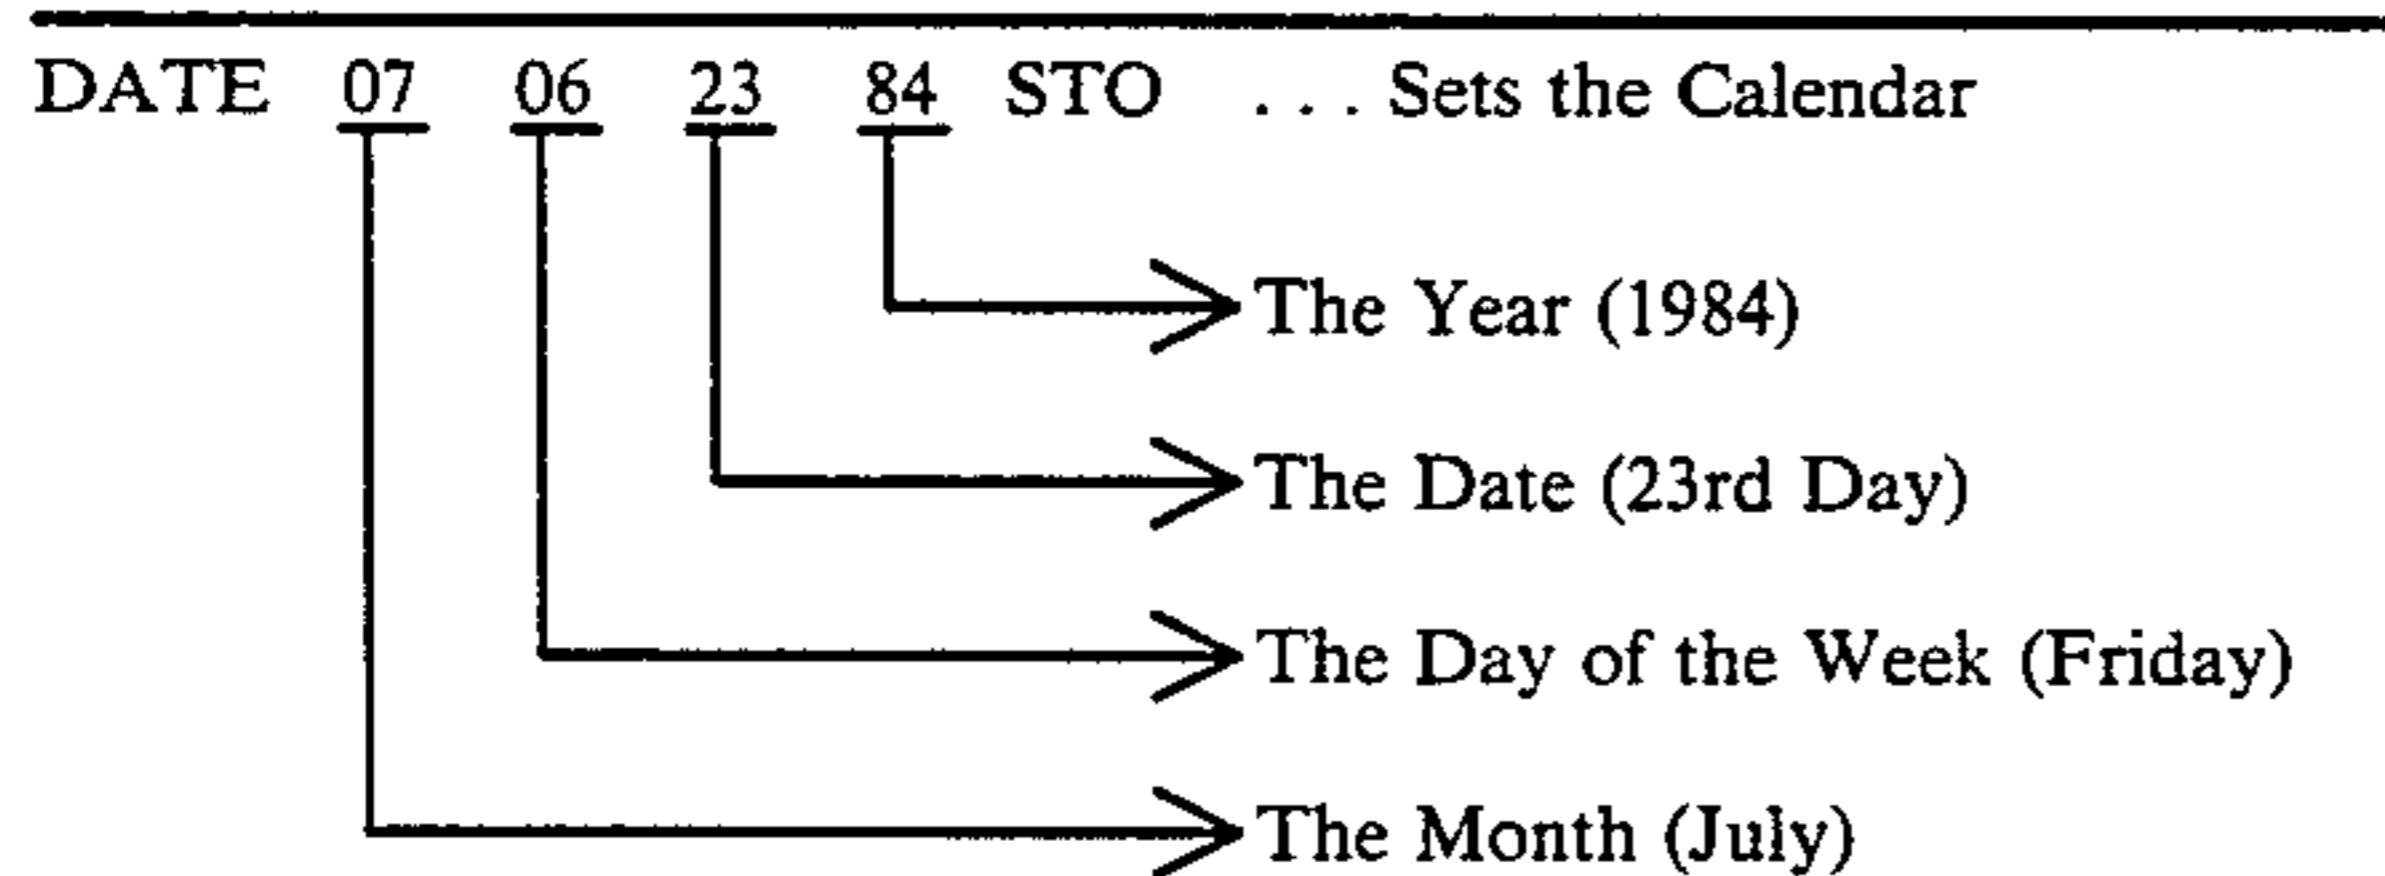 DATE 07 06 23 84 STO . . . Sets the Calendar
The Year (1984)
The Date (23rd Day)
The Day of the Week (Friday)
The Month (July)